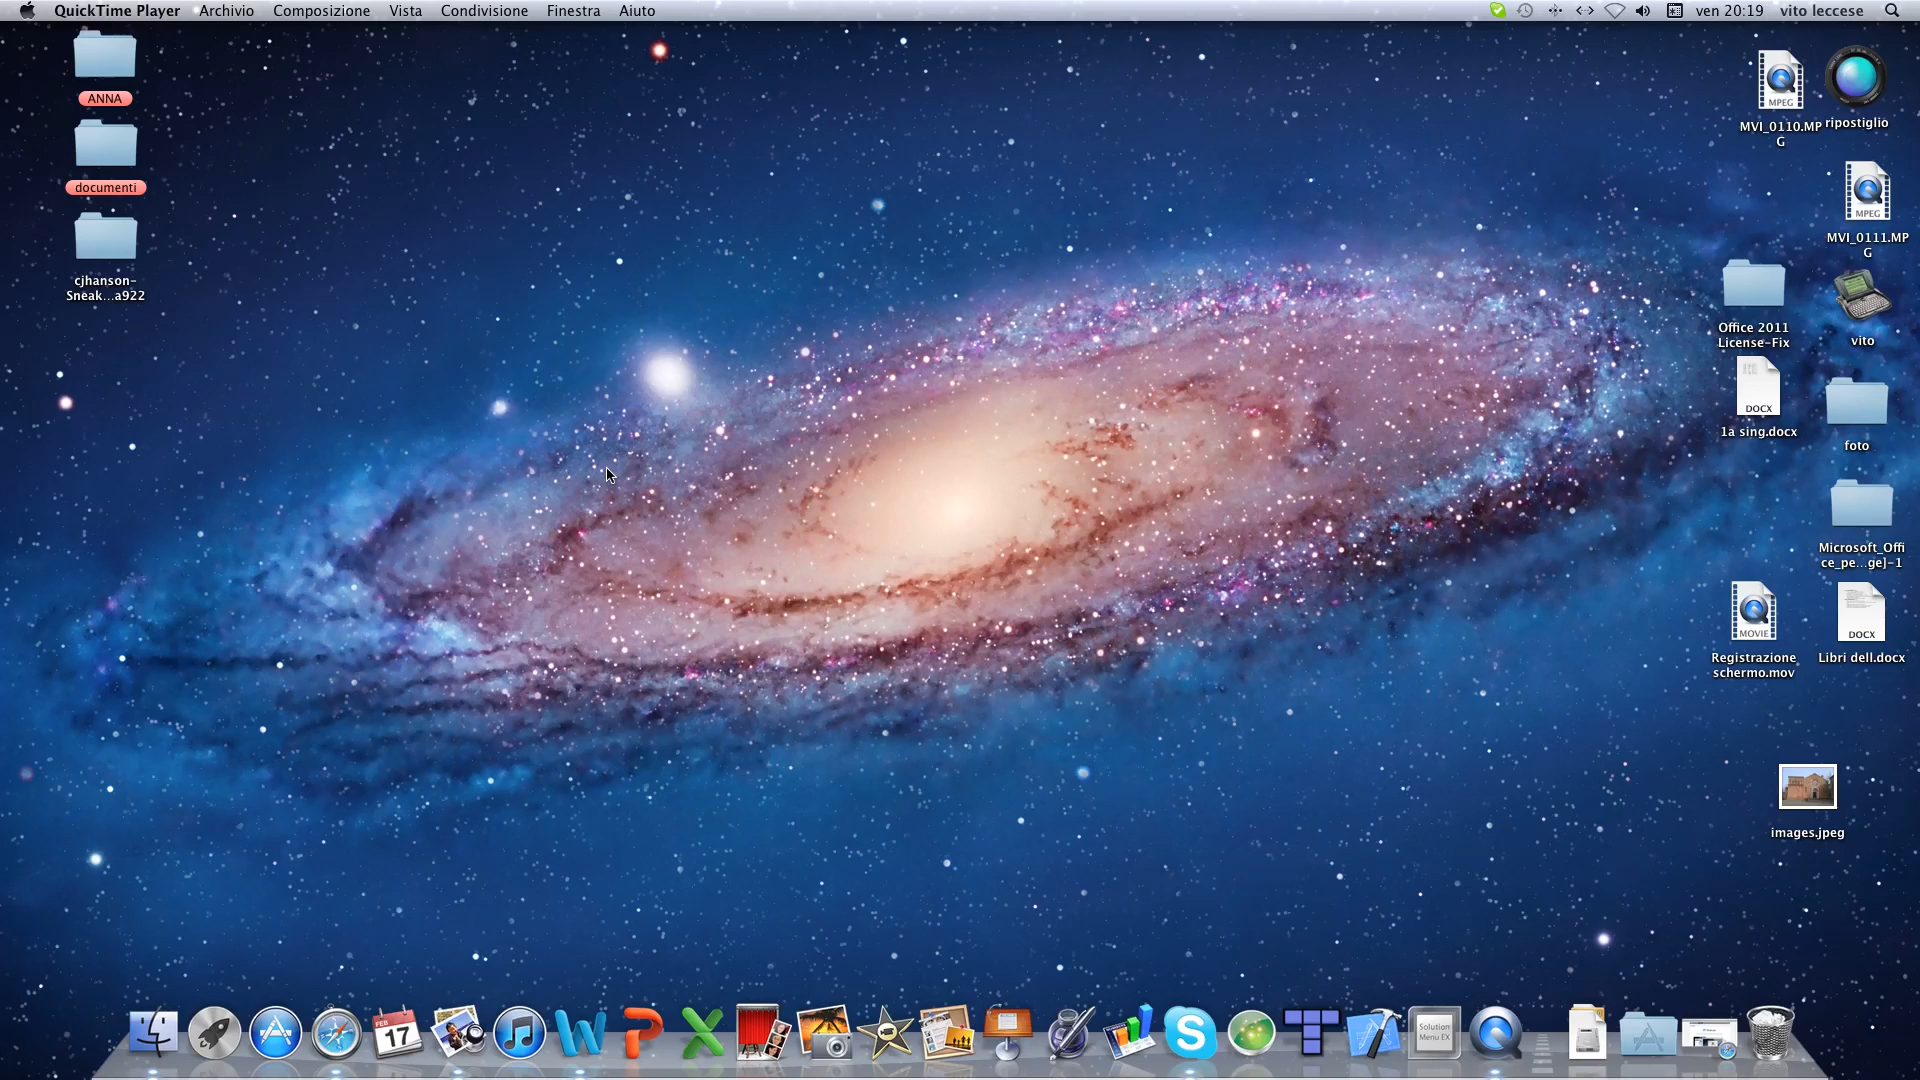 QuickTime Player Archivio Composizione Vista Condivisione Finestra Aiuto
ven 20:19 vito leccese
ANNA
documenti
cjhanson-
Sneak...a922
MPEG
MVI_0110.MP
G
ripostiglio
MPEG
MVI_0111.MP
G
Office 2011
License-Fix
vito
DOCX
1a sing.docx
foto
Microsoft_Offi
ce_pe...ge]-1
MOVIE
Registrazione
schermo.mov
DOCX
Libri dell.docx
images.jpeg
FEB
17
Solution
Menu EX